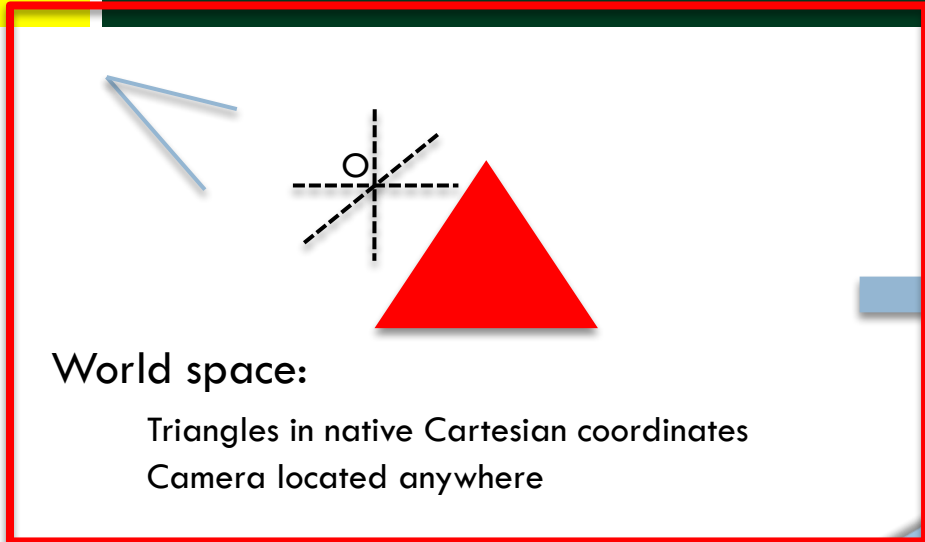 O
World space:
Triangles in native Cartesian coordinates
Camera located anywhere